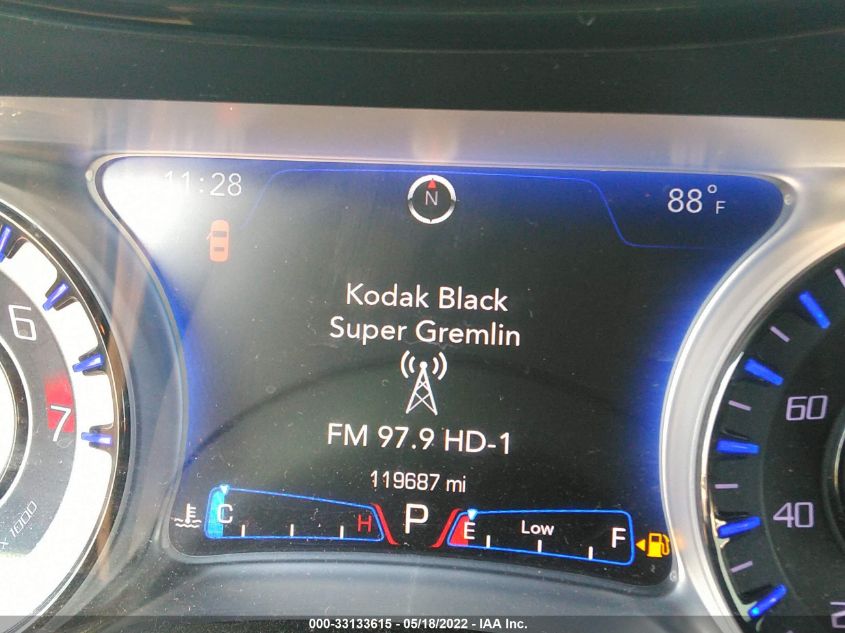 11:28
N
88°F
Kodak Black
Super Gremlin
FM 97.9 HD-1
119687 mi
C H P E Low F
6
7
x 1000
60
40
000-33133615 - 05/18/2022 - IAA Inc.